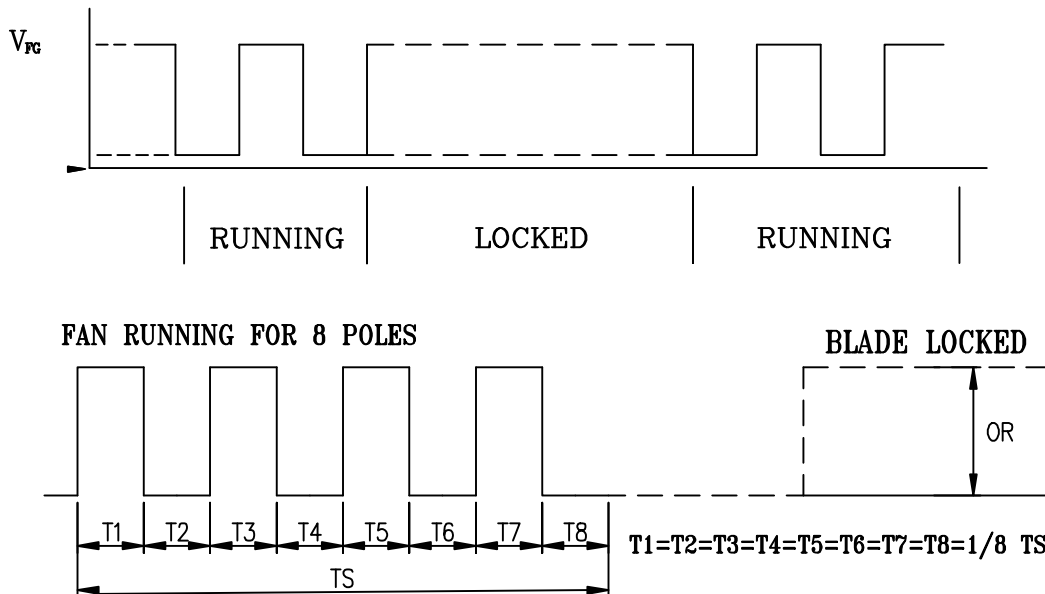 VFG
RUNNING LOCKED RUNNING
FAN RUNNING FOR 8 POLES
BLADE LOCKED
OR
T1 T2 T3 T4 T5 T6 T7 T8
T1=T2=T3=T4=T5=T6=T7=T8=1/8 TS
TS